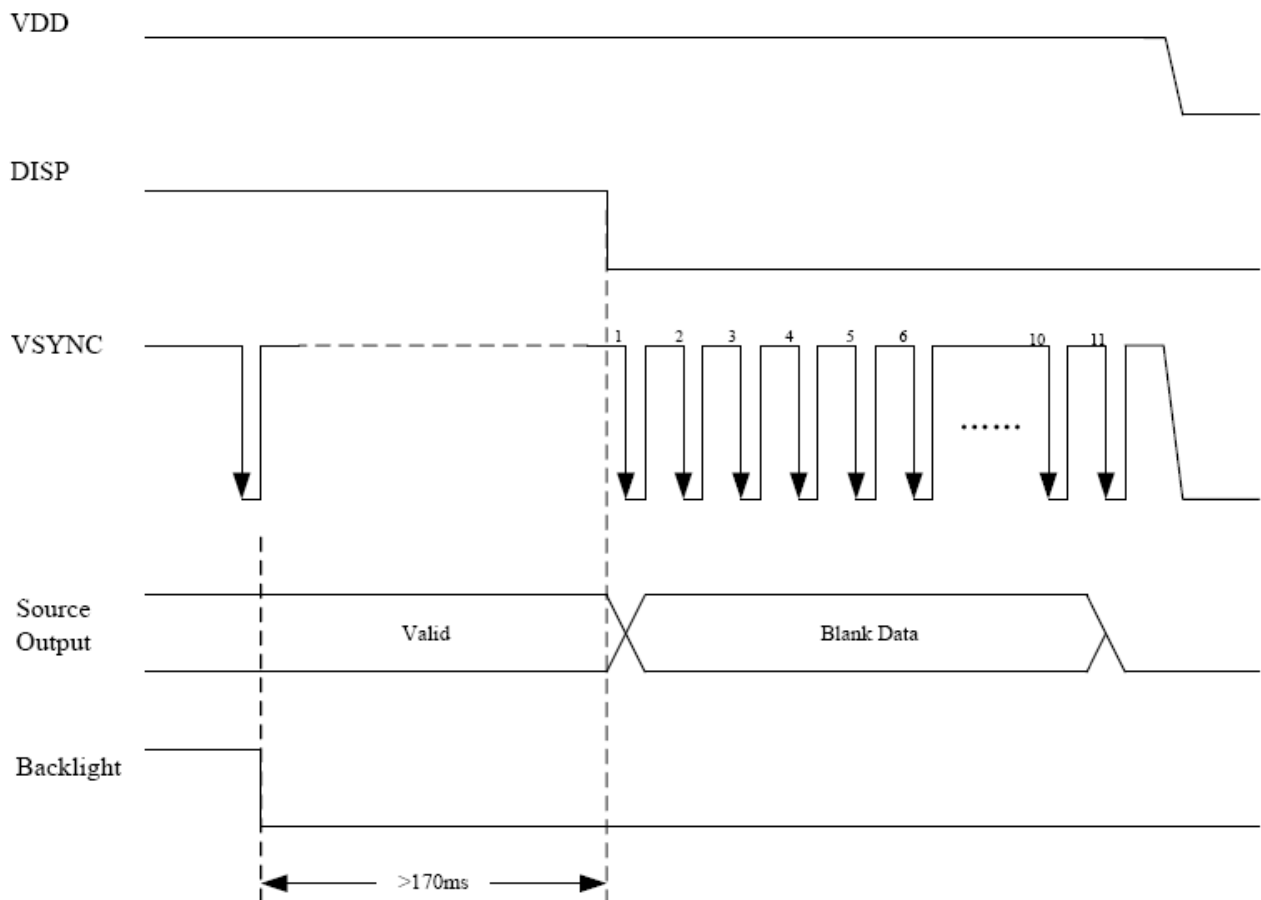 VDD
DISP
VSYNC
1 2 3 4 5 6 10 11
......
Source
Output
Valid
Blank Data
Backlight
>170ms